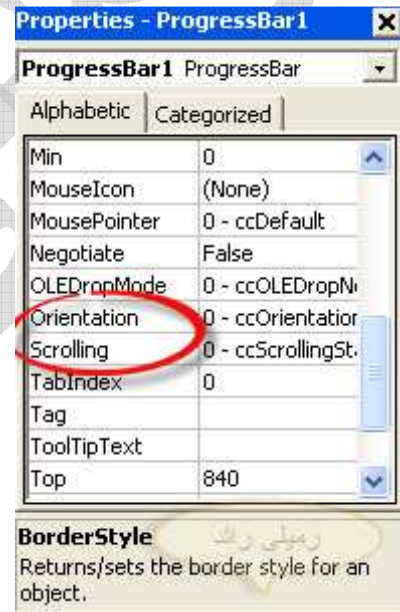 Properties - ProgressBar1
ProgressBar1 ProgressBar
Alphabetic Categorized
Min 0
MouseIcon (None)
MousePointer 0 - ccDefault
Negotiate False
OLEDropMode 0 - ccOLEDropN
Orientation 0 - ccOrientation
Scrolling 0 - ccScrollingSta
TabIndex 0
Tag
ToolTipText
Top 840
BorderStyle
Returns/sets the border style for an
object.